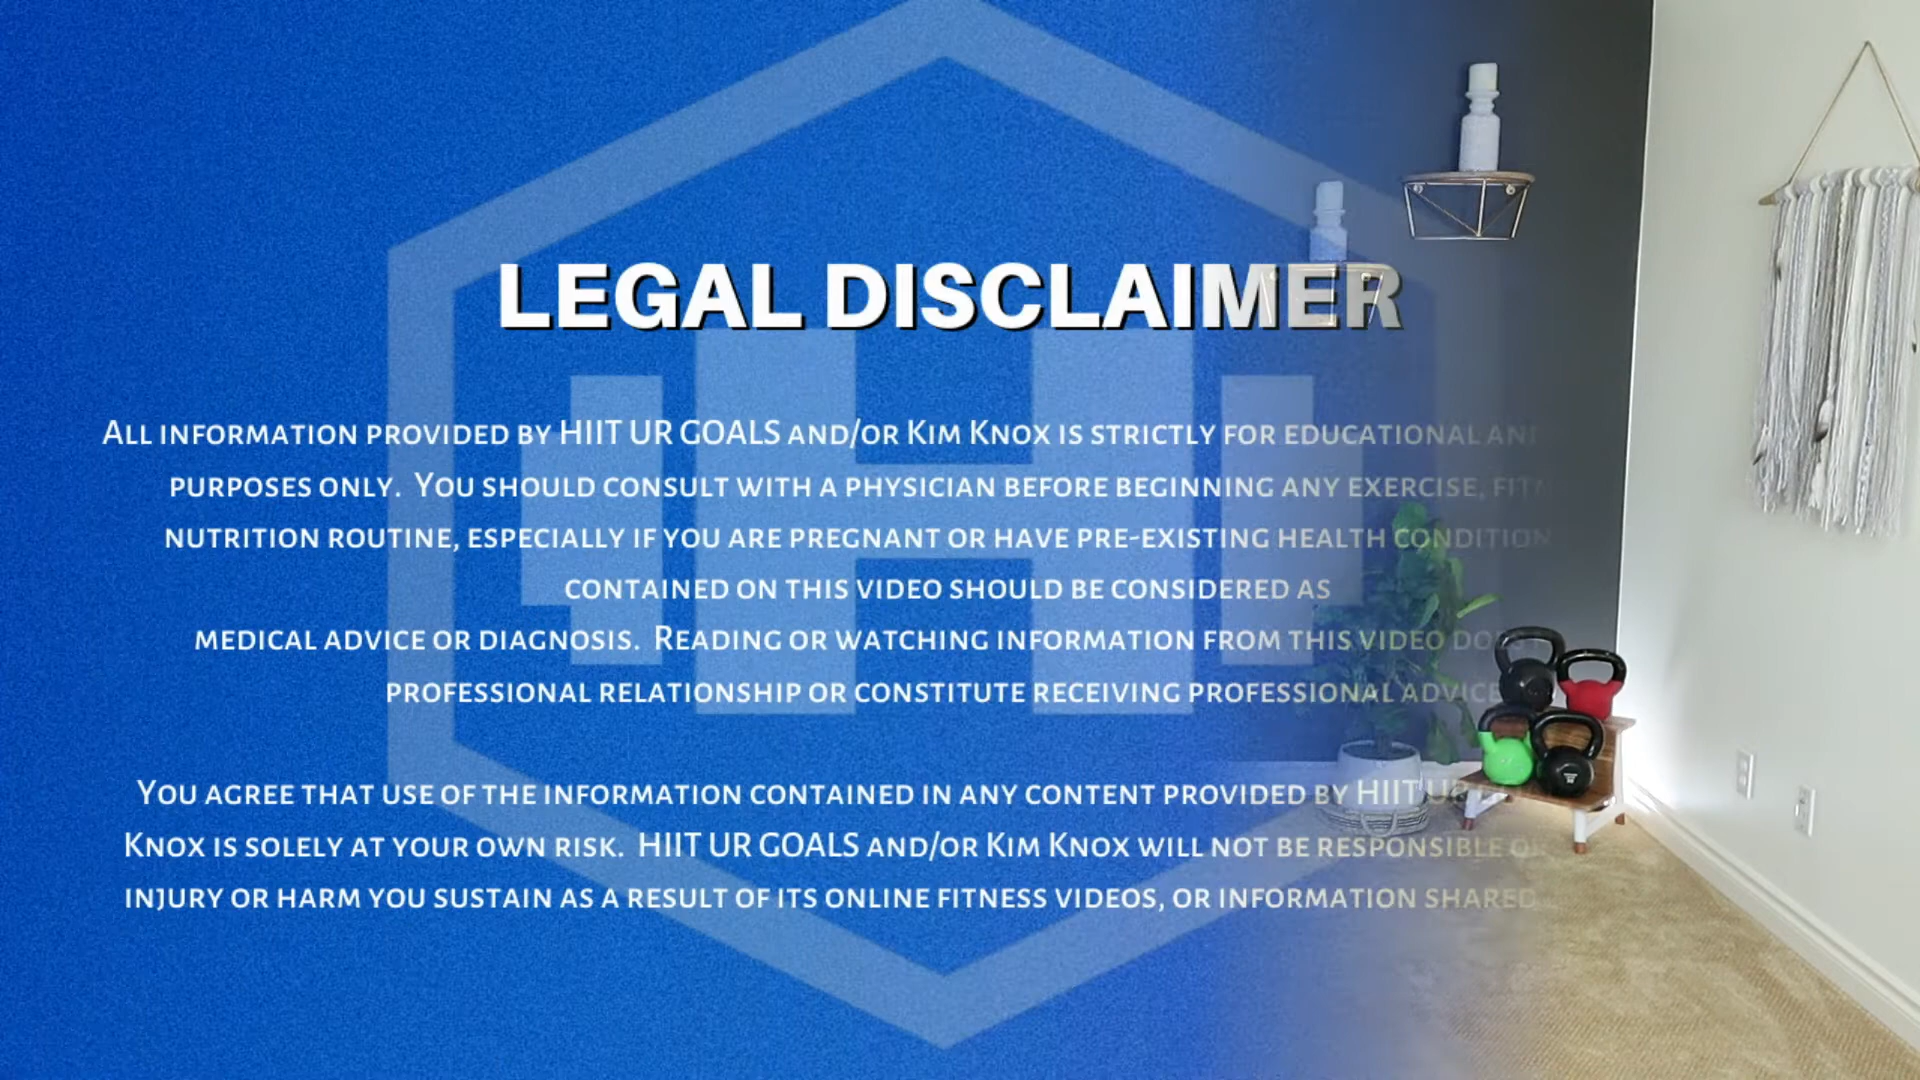 LEGAL DISCLAIMER
All information provided by HIIT UR GOALS and/or Kim Knox is strictly for educational
purposes only. You should consult with a physician before beginning any exercise,
nutrition routine, especially if you are pregnant or have pre-existing health
contained on this video should be considered as
medical advice or diagnosis. Reading or watching information from this video
professional relationship or constitute receiving professional advice
You agree that use of the information contained in any content provided by HIIT UR
Knox is solely at your own risk. HIIT UR GOALS and/or Kim Knox will not be responsible
injury or harm you sustain as a result of its online fitness videos, or information shared